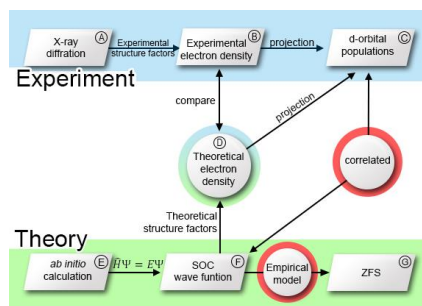 X-ray
diffration
A
Experimental
structure factors
Experimental
electron density
B
projection
d-orbital
populations
C
Experiment
compare
projection
D
Theoretical
electron
density
correlated
Theoretical
structure factors
Theory
ab initio
calculation
E
ĤΨ = EΨ
SOC
wave funtion
F
Empirical
model
ZFS
G